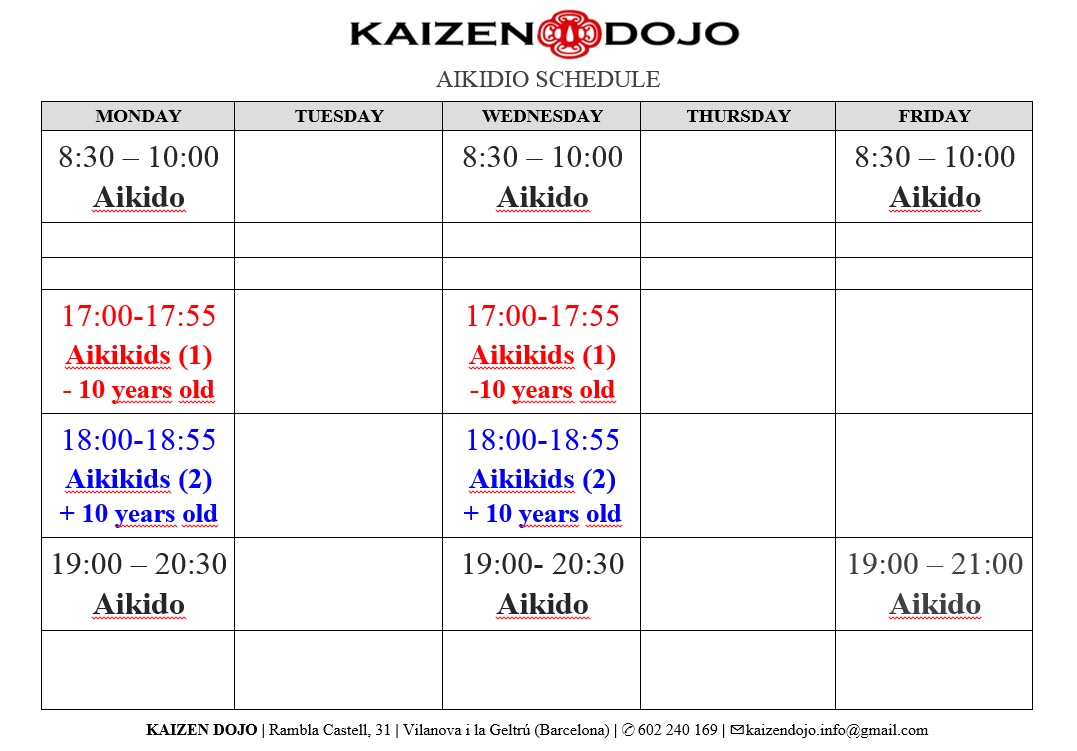 KAIZEN DOJO
AIKIDIO SCHEDULE
MONDAY TUESDAY WEDNESDAY THURSDAY FRIDAY
8:30 – 10:00 8:30 – 10:00 8:30 – 10:00
Aikido Aikido Aikido
17:00-17:55 17:00-17:55
Aikikids (1) Aikikids (1)
- 10 years old -10 years old
18:00-18:55 18:00-18:55
Aikikids (2) Aikikids (2)
+ 10 years old + 10 years old
19:00 – 20:30 19:00- 20:30 19:00 – 21:00
Aikido Aikido Aikido
KAIZEN DOJO | Rambla Castell, 31 | Vilanova i la Geltrú (Barcelona) | ✆ 602 240 169 | ✉kaizendojo.info@gmail.com